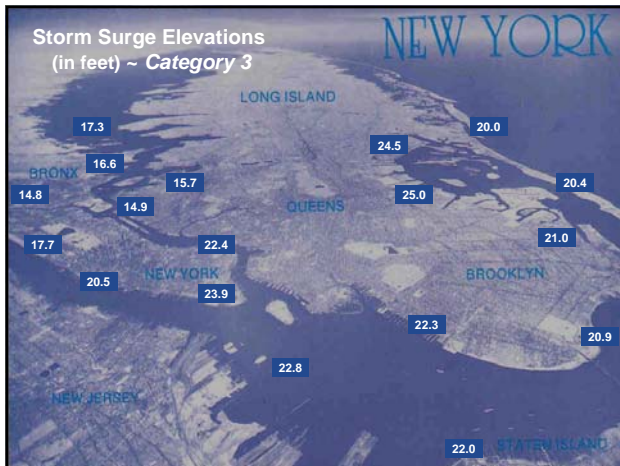 Storm Surge Elevations
(in feet) ~ Category 3
NEW YORK
LONG ISLAND
17.3
20.0
24.5
16.6
BRONX
15.7
20.4
14.8
25.0
14.9
QUEENS
21.0
17.7
22.4
NEW YORK
BROOKLYN
20.5
23.9
22.3
20.9
22.8
NEW JERSEY
22.0
STATEN ISLAND